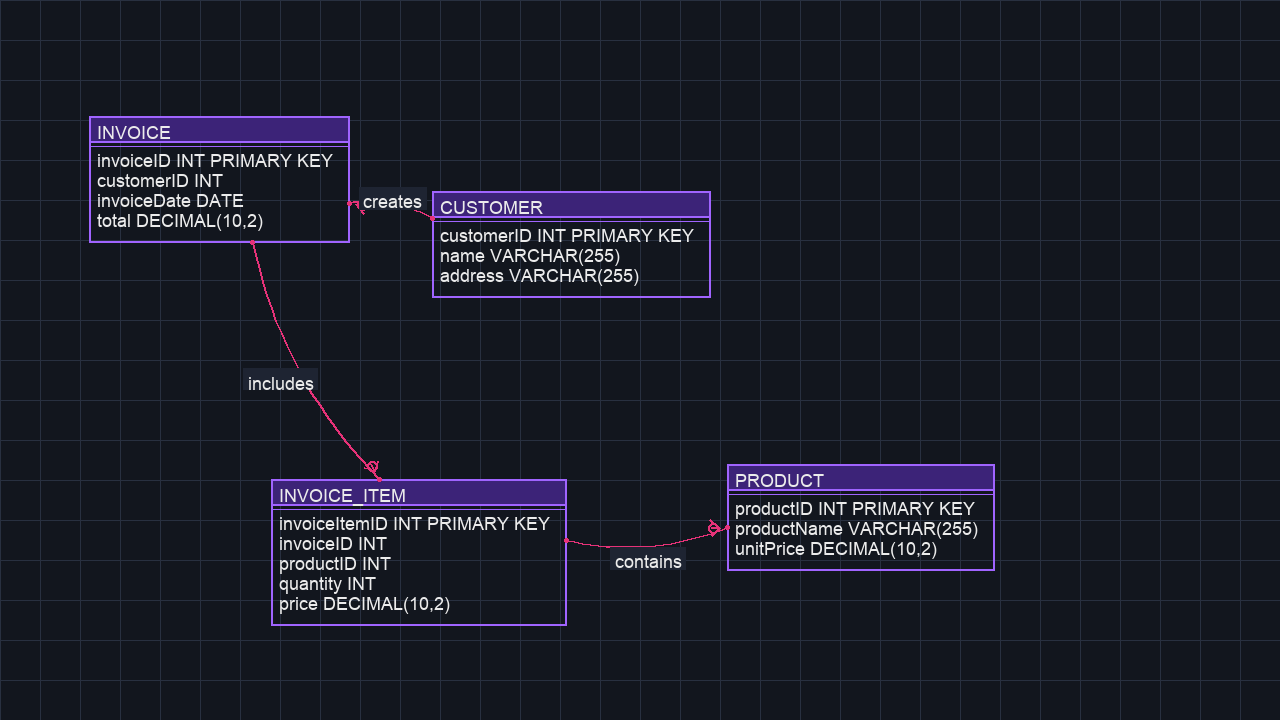 INVOICE
invoiceID INT PRIMARY KEY
customerID INT
invoiceDate DATE
total DECIMAL(10,2)
creates
CUSTOMER
customerID INT PRIMARY KEY
name VARCHAR(255)
address VARCHAR(255)
includes
INVOICE_ITEM
invoiceItemID INT PRIMARY KEY
invoiceID INT
productID INT
quantity INT
price DECIMAL(10,2)
contains
PRODUCT
productID INT PRIMARY KEY
productName VARCHAR(255)
unitPrice DECIMAL(10,2)